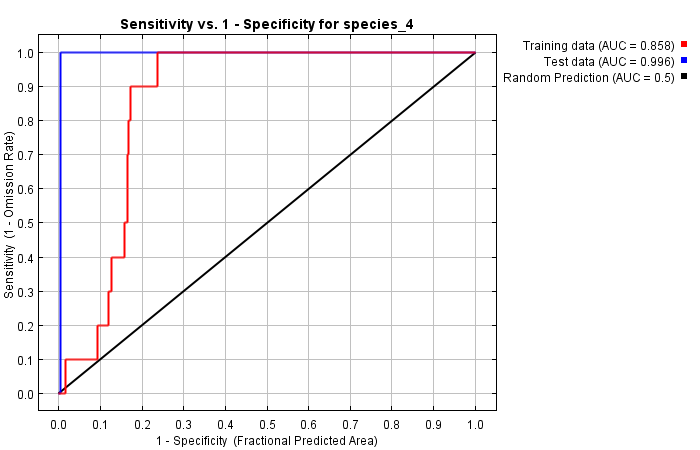 Sensitivity vs. 1 - Specificity for species_4
Training data (AUC = 0.858)
Test data (AUC = 0.996)
Random Prediction (AUC = 0.5)
Sensitivity (1 - Omission Rate)
1.0
0.9
0.8
0.7
0.6
0.5
0.4
0.3
0.2
0.1
0.0
0.0 0.1 0.2 0.3 0.4 0.5 0.6 0.7 0.8 0.9 1.0
1 - Specificity (Fractional Predicted Area)